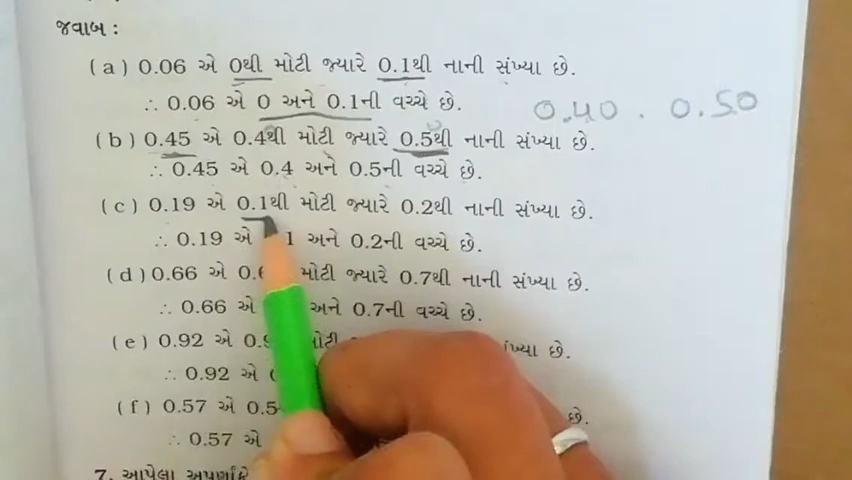 જવાબ :
(a) 0.06 એ 0થી મોટી જ્યારે 0.1થી નાની સંખ્યા છે.
∴ 0.06 એ 0 અને 0.1ની વચ્ચે છે.
0.40 . 0.50
(b) 0.45 એ 0.4થી મોટી જ્યારે 0.5થી નાની સંખ્યા છે.
∴ 0.45 એ 0.4 અને 0.5ની વચ્ચે છે.
(c) 0.19 એ 0.1થી મોટી જ્યારે 0.2થી નાની સંખ્યા છે.
∴ 0.19 એ 1 અને 0.2ની વચ્ચે છે.
(d) 0.66 એ મોટી જ્યારે 0.7થી નાની સંખ્યા છે.
∴ 0.66 એ અને 0.7ની વચ્ચે છે.
(e) 0.92 એ મોટી છે.
∴ 0.92 એ
(f) 0.57 એ છે.
∴ 0.57 એ
7. આપેલા